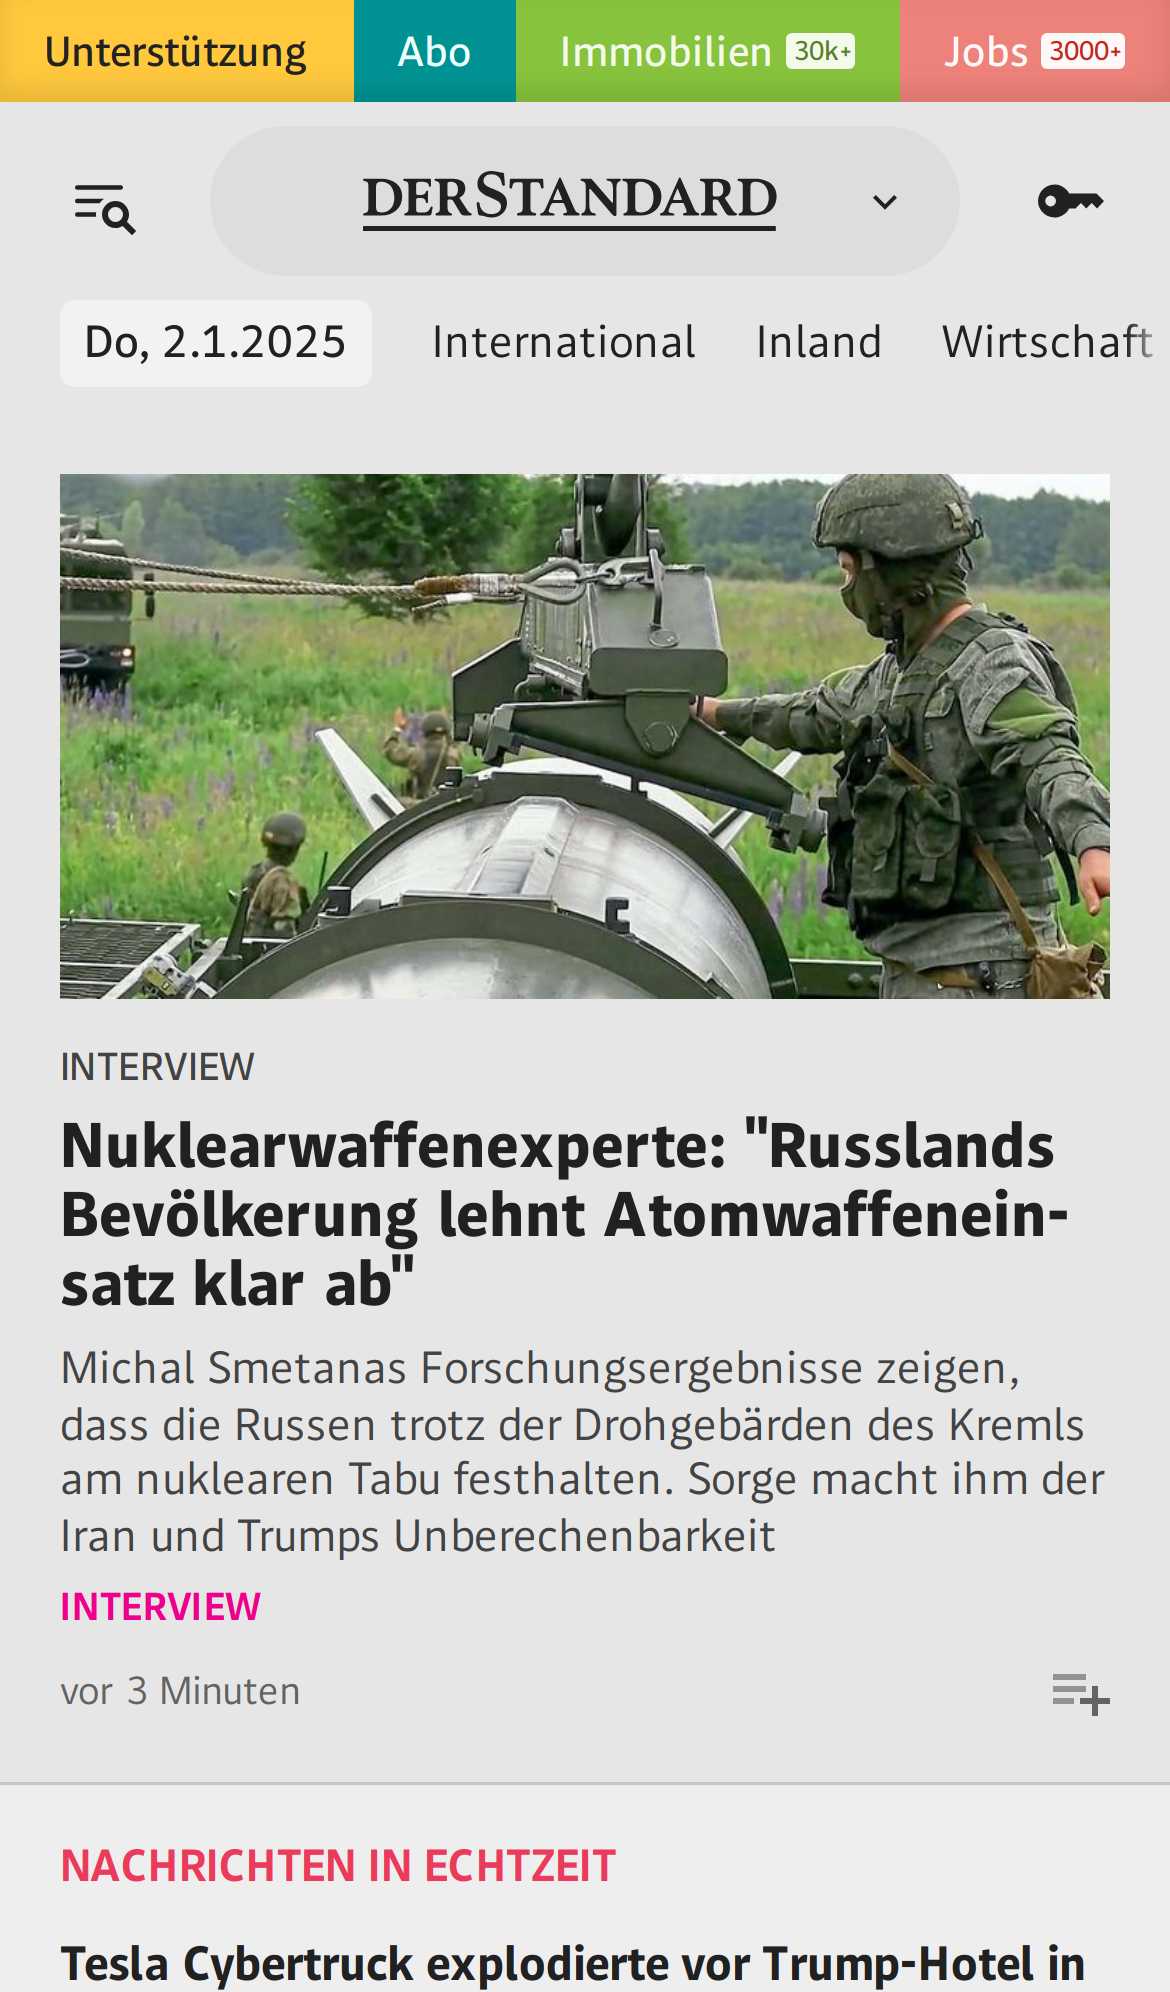 Unterstützung Abo Immobilien 30k+ Jobs 3000+
DERSTANDARD
Do, 2.1.2025 International Inland Wirtschaft
INTERVIEW
Nuklearwaffenexperte: "Russlands
Bevölkerung lehnt Atomwaffenein-
satz klar ab"
Michal Smetanas Forschungsergebnisse zeigen,
dass die Russen trotz der Drohgebärden des Kremls
am nuklearen Tabu festhalten. Sorge macht ihm der
Iran und Trumps Unberechenbarkeit
INTERVIEW
vor 3 Minuten
NACHRICHTEN IN ECHTZEIT
Tesla Cybertruck explodierte vor Trump-Hotel in